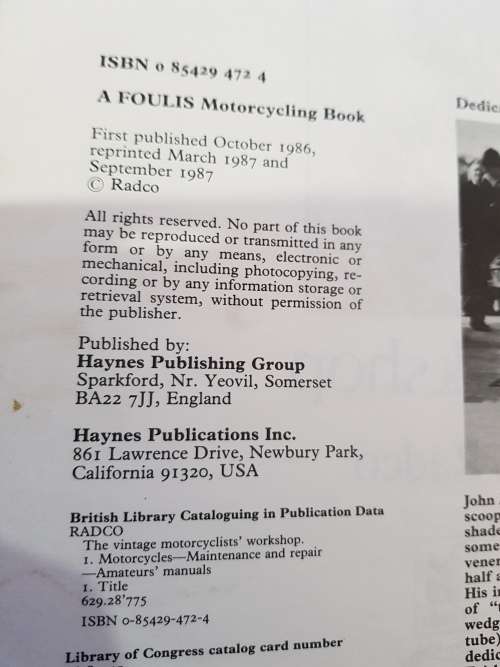 ISBN 0 85429 472 4
A FOULIS Motorcycling Book
First published October 1986,
reprinted March 1987 and
September 1987
© Radco
All rights reserved. No part of this book
may be reproduced or transmitted in any
form or by any means, electronic or
mechanical, including photocopying, re-
cording or by any information storage or
retrieval system, without permission of
the publisher.
Published by:
Haynes Publishing Group
Sparkford, Nr. Yeovil, Somerset
BA22 7JJ, England
Haynes Publications Inc.
861 Lawrence Drive, Newbury Park,
California 91320, USA
British Library Cataloguing in Publication Data
RADCO
The vintage motorcyclists' workshop.
1. Motorcycles—Maintenance and repair
—Amateurs' manuals
1. Title
629.28'775
ISBN 0-85429-472-4
Library of Congress catalog card number
Dedic
John
scoop
shade
some
vener
half a
His i
of "
wedg
tube)
dedic